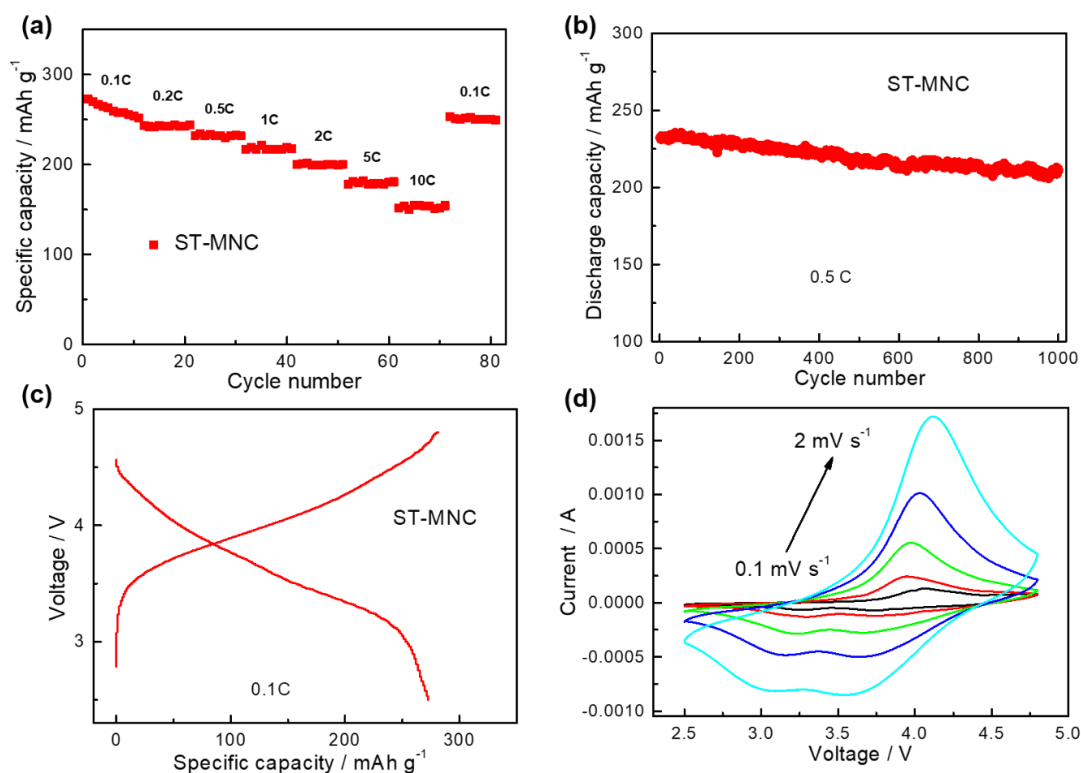 (a)
Specific capacity / mAh g⁻¹
300
200
100
0
0.1C
0.2C
0.5C
1C
2C
5C
10C
0.1C
ST-MNC
0 20 40 60 80
Cycle number
(b)
Discharge capacity / mAh g⁻¹
300
250
200
150
100
ST-MNC
0.5 C
0 200 400 600 800 1000
Cycle number
(c)
Voltage / V
5
4
3
ST-MNC
0.1C
0 100 200 300
Specific capacity / mAh g⁻¹
(d)
Current / A
0.0015
0.0010
0.0005
0.0000
-0.0005
-0.0010
2 mV s⁻¹
0.1 mV s⁻¹
2.5 3.0 3.5 4.0 4.5 5.0
Voltage / V